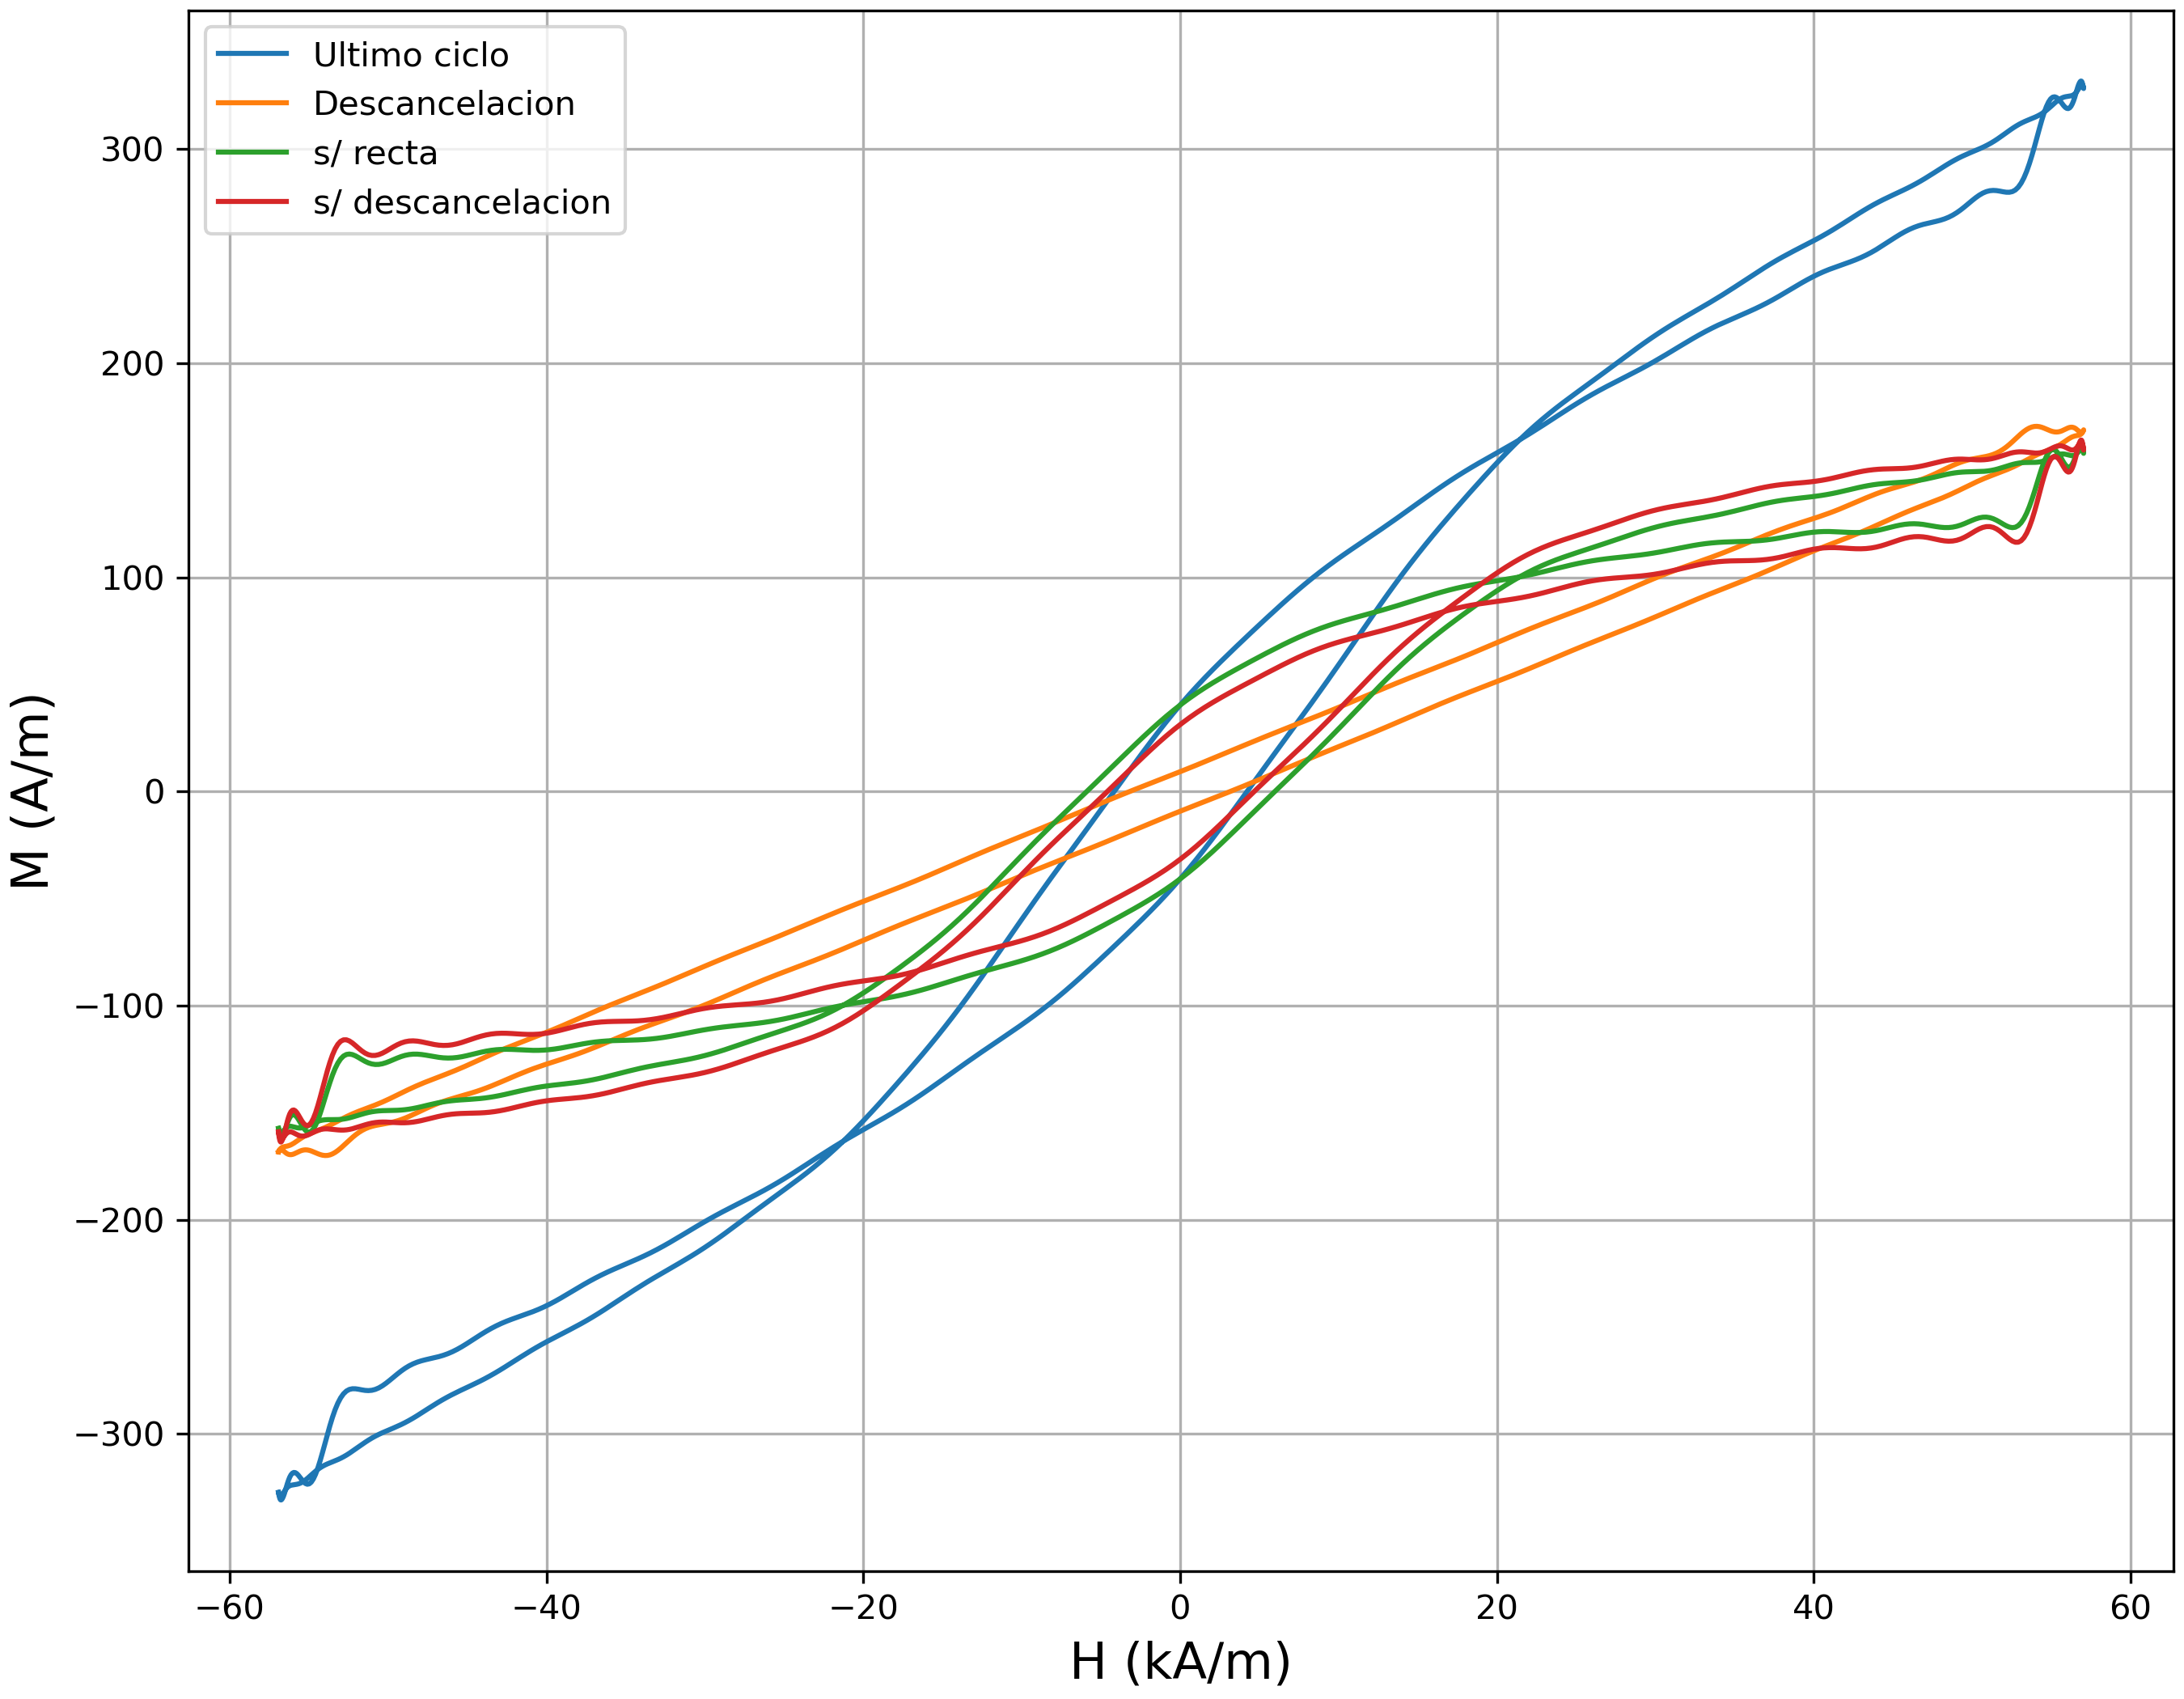 Ultimo ciclo
Descancelacion
s/ recta
s/ descancelacion
300
200
100
0
−100
−200
−300
M (A/m)
−60 −40 −20 0 20 40 60
H (kA/m)